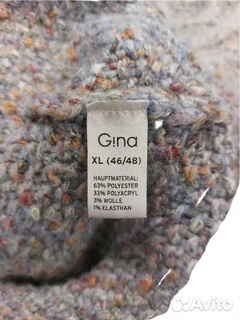 Gina
XL (46/48)
HAUPTMATERIAL:
63% POLYESTER
33% POLYACRYL
3% WOLLE
1% ELASTHAN
Avito